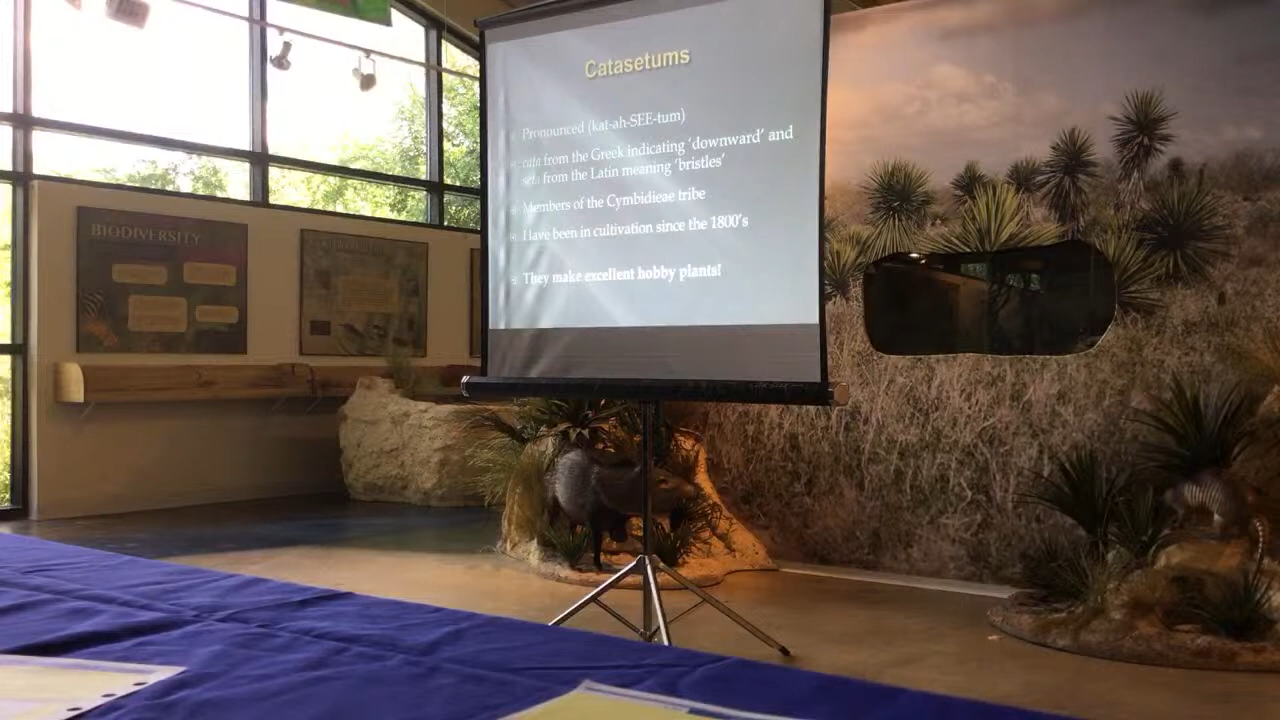 Catasetums
Pronounced (kat-ah-SEE-tum)
cata from the Greek indicating 'downward' and
seta from the Latin meaning 'bristles'
Members of the Cymbidieae tribe
Have been in cultivation since the 1800's
They make excellent hobby plants!
BIODIVERSITY